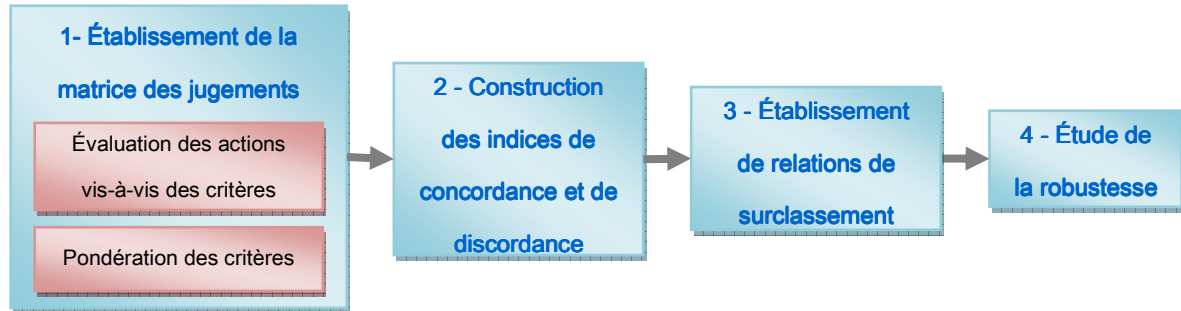 1- Établissement de la
matrice des jugements
Évaluation des actions
vis-à-vis des critères
Pondération des critères
2 - Construction
des indices de
concordance et de
discordance
3 - Établissement
de relations de
surclassement
4 - Étude de
la robustesse